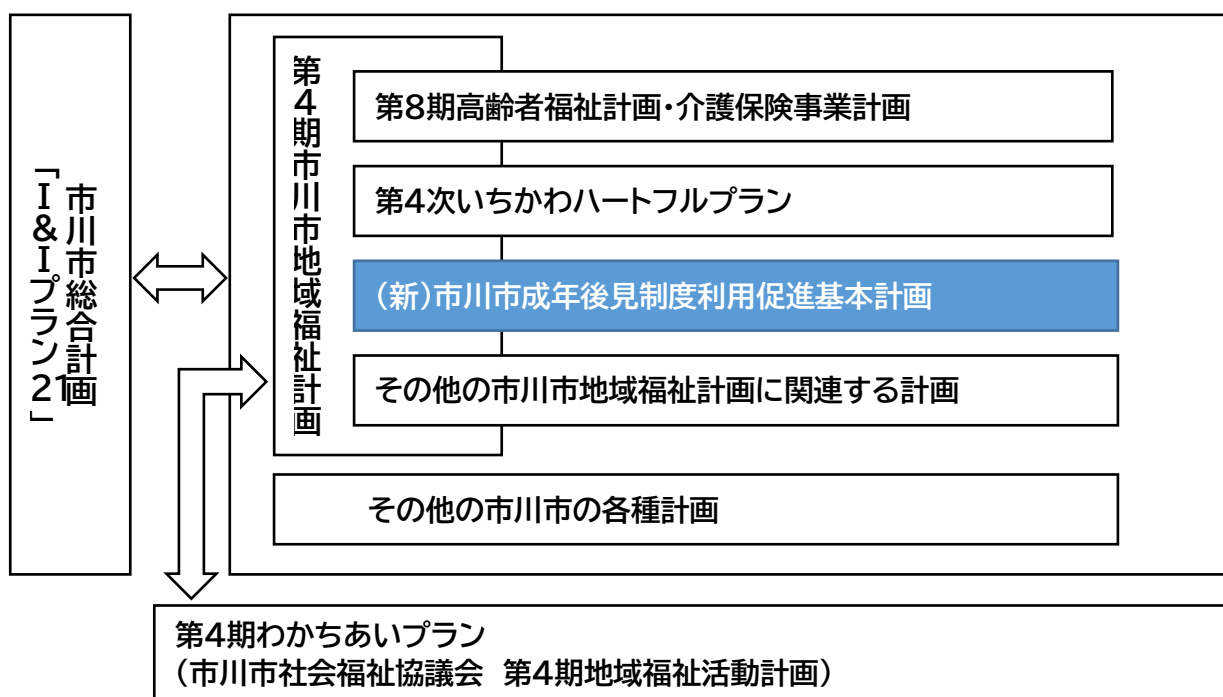 市川市総合計画
「I&Iプラン21」
第4期市川市地域福祉計画
第8期高齢者福祉計画・介護保険事業計画
第4次いちかわハートフルプラン
(新)市川市成年後見制度利用促進基本計画
その他の市川市地域福祉計画に関連する計画
その他の市川市の各種計画
第4期わかちあいプラン
(市川市社会福祉協議会 第4期地域福祉活動計画)